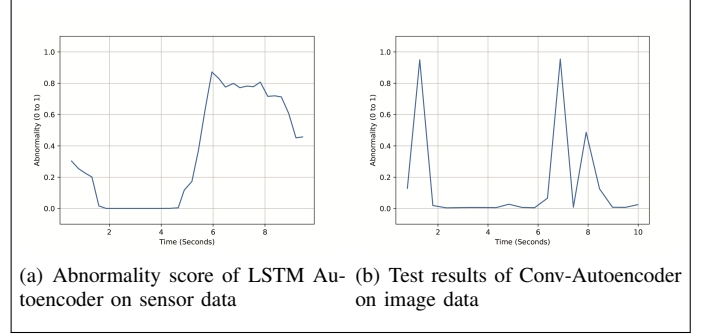 1.0
0.8
0.6
0.4
0.2
0.0
Abnormality (0 to 1)
2
4
6
8
Time (Seconds)
1.0
0.8
0.6
0.4
0.2
0.0
Abnormality (0 to 1)
2
4
6
8
10
Time (Seconds)
(a) Abnormality score of LSTM Au-
toencoder on sensor data
(b) Test results of Conv-Autoencoder
on image data